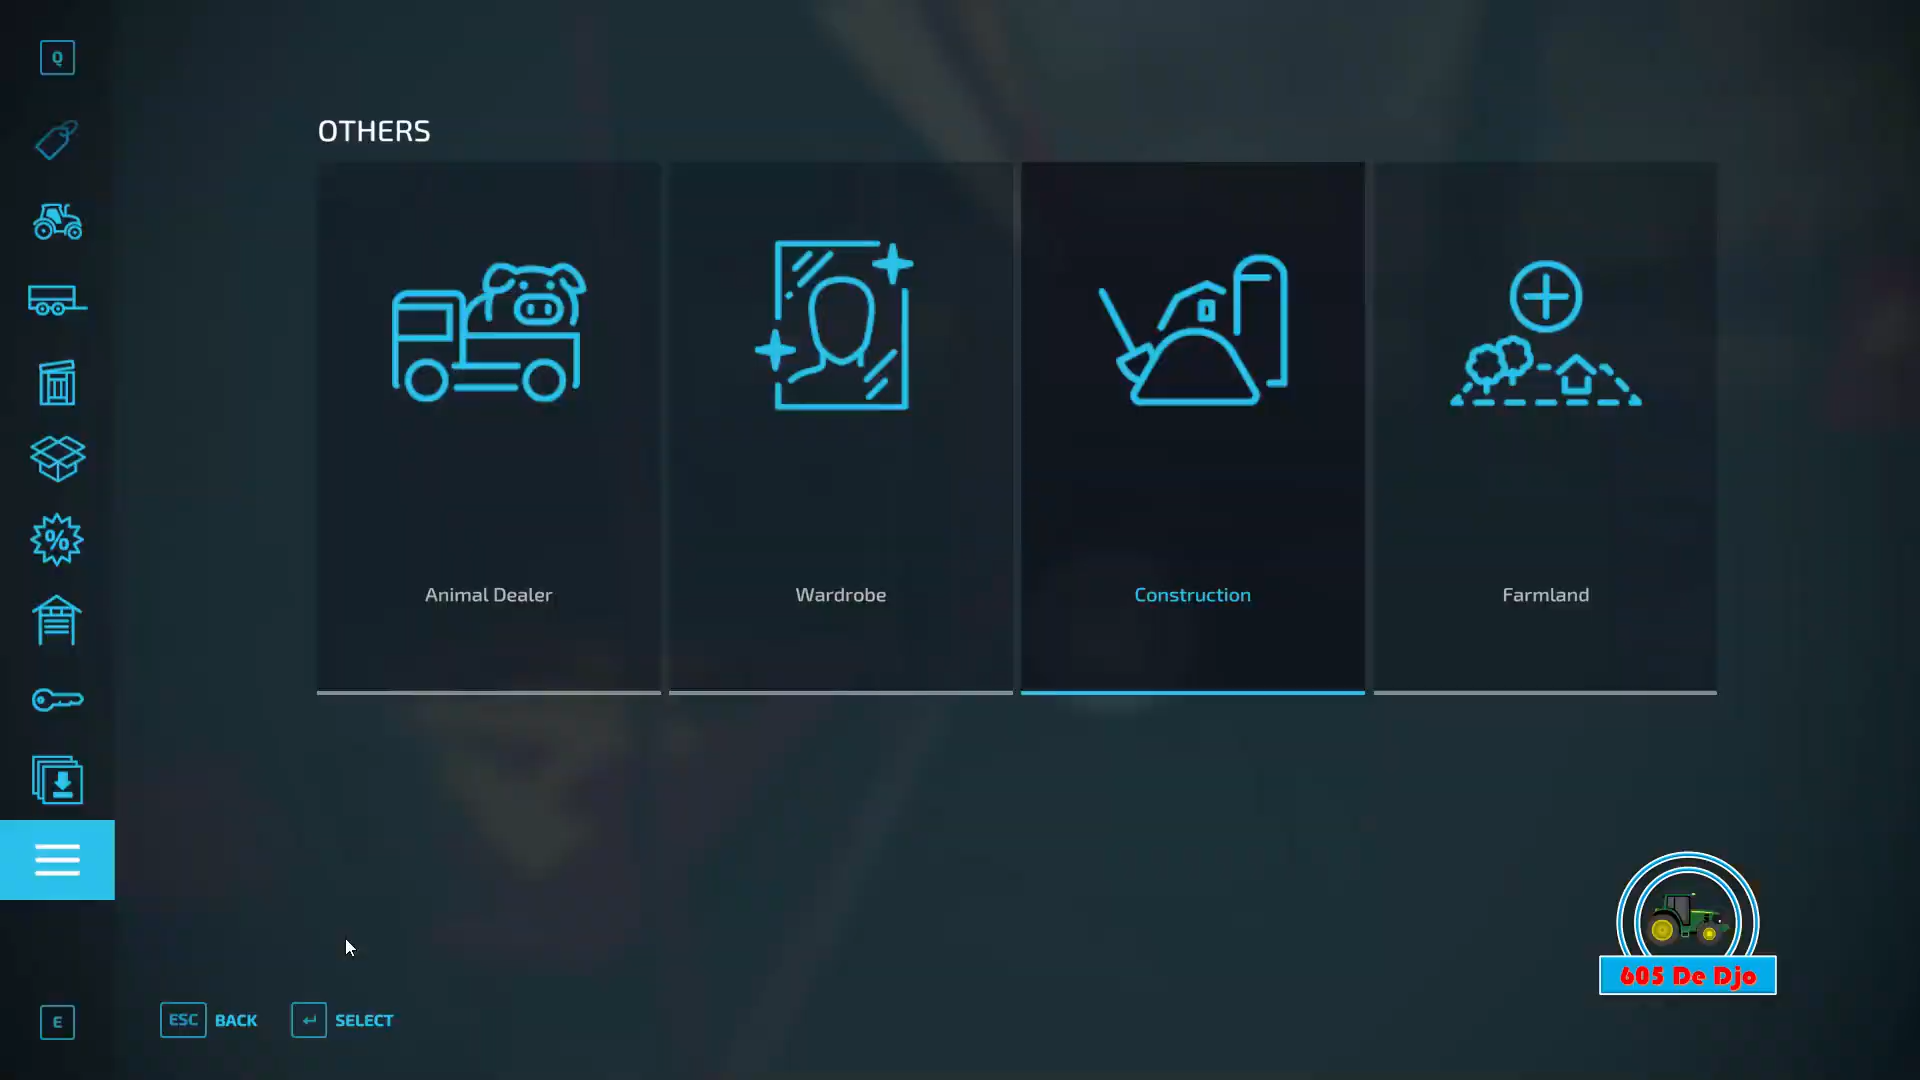 Q
OTHERS
%
Animal Dealer
Wardrobe
Construction
Farmland
605 De Djo
E
ESC BACK
SELECT